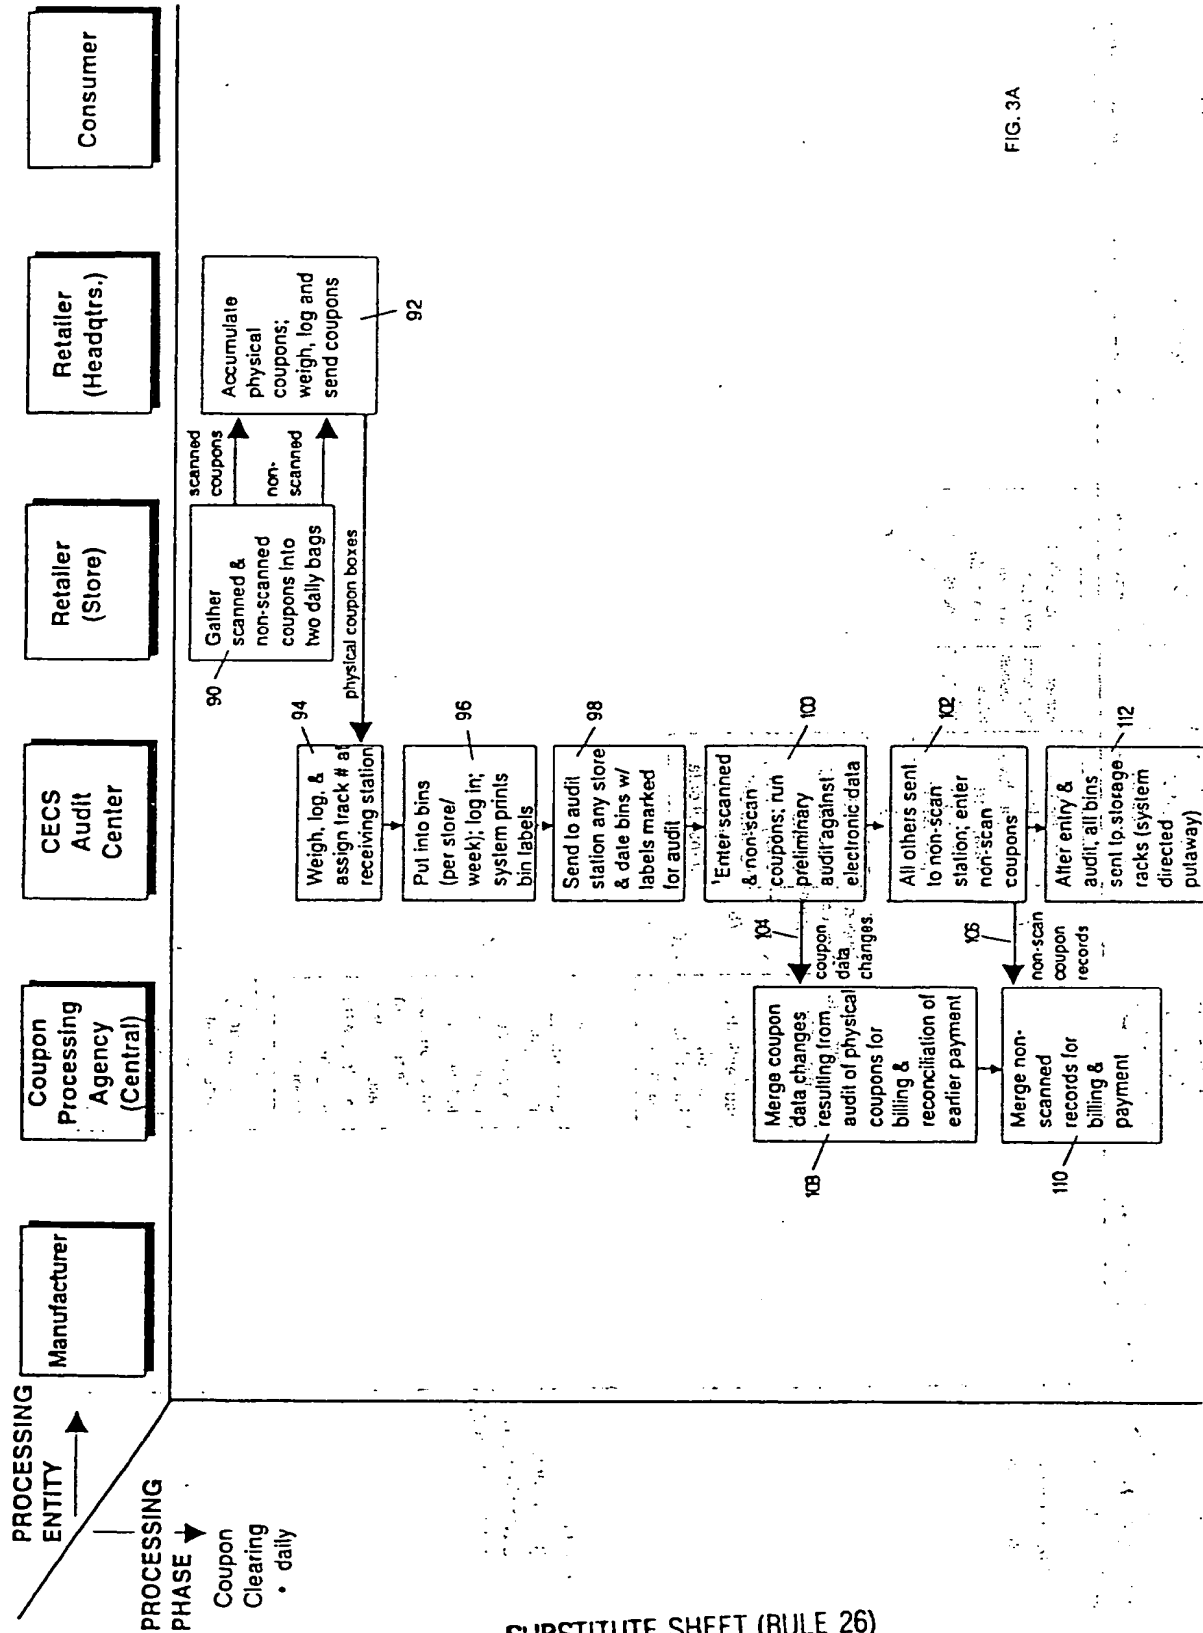 PROCESSING
ENTITY
PROCESSING
PHASE
Coupon
Clearing
• daily
Manufacturer
Coupon
Processing
Agency
(Central)
CECS
Audit
Center
Retailer
(Store)
Retailer
(Headqtrs.)
Consumer
90
Gather
scanned &
non-scanned
coupons into
two daily bags
scanned
coupons
non-
scanned
Accumulate
physical
coupons;
weigh, log and
send coupons
92
physical coupon boxes
94
Weigh, log, &
assign track # at
receiving station
96
Put into bins
(per store/
week); log in;
system prints
bin labels
98
Send to audit
station any store
& date bins w/
labels marked
for audit
100
Enter scanned
& non-scan
coupons; run
preliminary
audit against
electronic data
104
coupon
data
changes
108
Merge coupon
data changes
resulting from
audit of physical
coupons for
billing &
reconciliation of
earlier payment
102
All others sent
to non-scan
station; enter
non-scan
coupons
106
non-scan
coupon
records
110
Merge non-
scanned
records for
billing &
payment
112
After entry &
audit, all bins
sent to storage
racks (system
directed
putaway)
FIG. 3A
SUBSTITUTE SHEET (RULE 26)